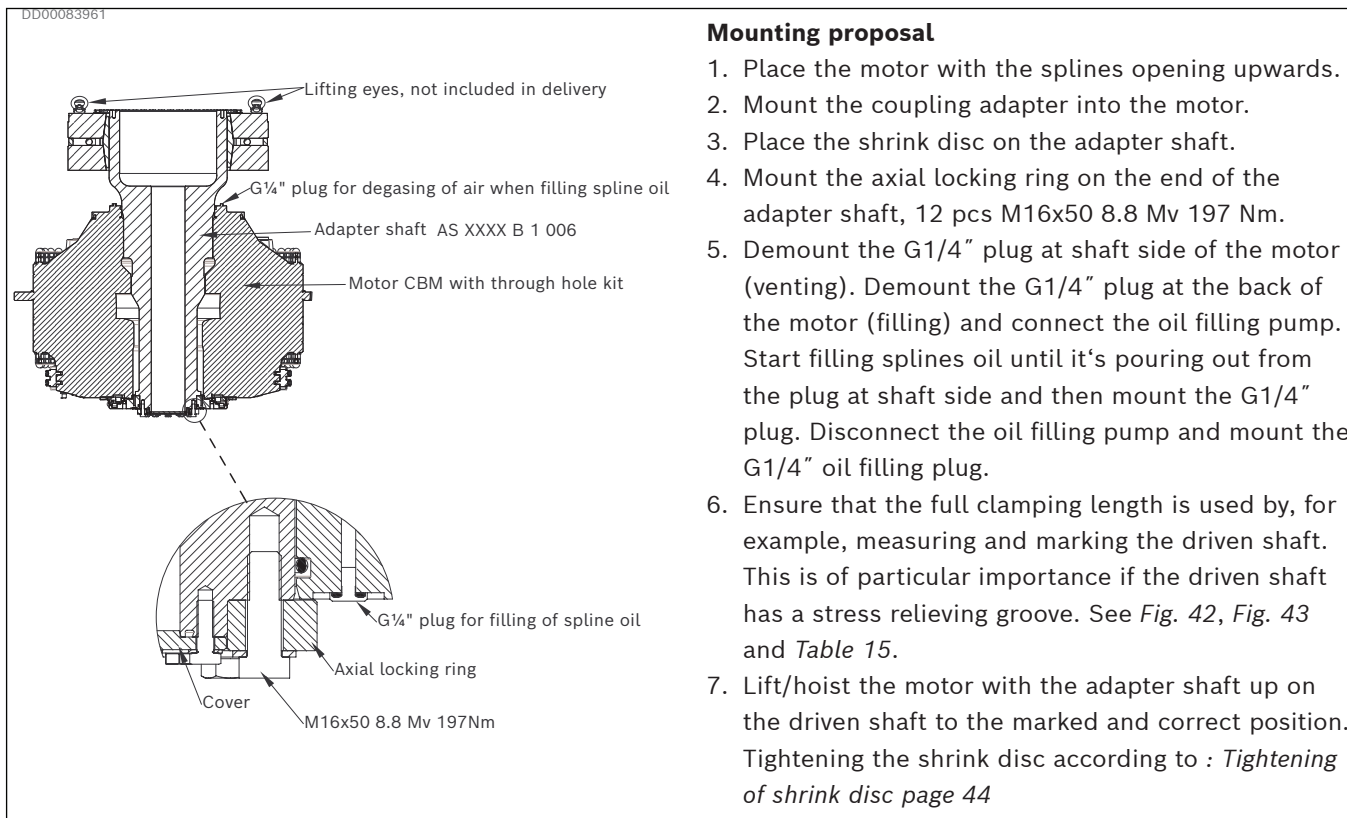 DD00083961
Lifting eyes, not included in delivery
G¼" plug for degasing of air when filling spline oil
Adapter shaft AS XXXX B 1 006
Motor CBM with through hole kit
G¼" plug for filling of spline oil
Axial locking ring
Cover
M16x50 8.8 Mv 197Nm
Mounting proposal
1. Place the motor with the splines opening upwards.
2. Mount the coupling adapter into the motor.
3. Place the shrink disc on the adapter shaft.
4. Mount the axial locking ring on the end of the
adapter shaft, 12 pcs M16x50 8.8 Mv 197 Nm.
5. Demount the G1/4˝ plug at shaft side of the motor
(venting). Demount the G1/4˝ plug at the back of
the motor (filling) and connect the oil filling pump.
Start filling splines oil until it‘s pouring out from
the plug at shaft side and then mount the G1/4˝
plug. Disconnect the oil filling pump and mount the
G1/4˝ oil filling plug.
6. Ensure that the full clamping length is used by, for
example, measuring and marking the driven shaft.
This is of particular importance if the driven shaft
has a stress relieving groove. See Fig. 42, Fig. 43
and Table 15.
7. Lift/hoist the motor with the adapter shaft up on
the driven shaft to the marked and correct position.
Tightening the shrink disc according to : Tightening
of shrink disc page 44